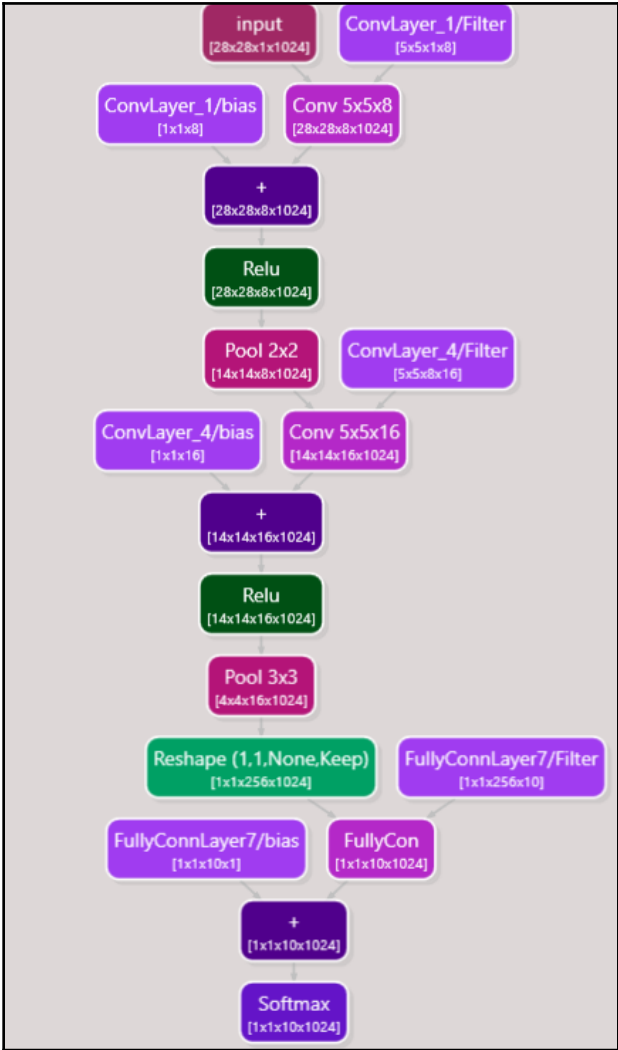 input
[28x28x1x1024]
ConvLayer_1/Filter
[5x5x1x8]
ConvLayer_1/bias
[1x1x8]
Conv 5x5x8
[28x28x8x1024]
+
[28x28x8x1024]
Relu
[28x28x8x1024]
Pool 2x2
[14x14x8x1024]
ConvLayer_4/Filter
[5x5x8x16]
ConvLayer_4/bias
[1x1x16]
Conv 5x5x16
[14x14x16x1024]
+
[14x14x16x1024]
Relu
[14x14x16x1024]
Pool 3x3
[4x4x16x1024]
Reshape (1,1,None,Keep)
[1x1x256x1024]
FullyConnLayer7/Filter
[1x1x256x10]
FullyConnLayer7/bias
[1x1x10x1]
FullyCon
[1x1x10x1024]
+
[1x1x10x1024]
Softmax
[1x1x10x1024]